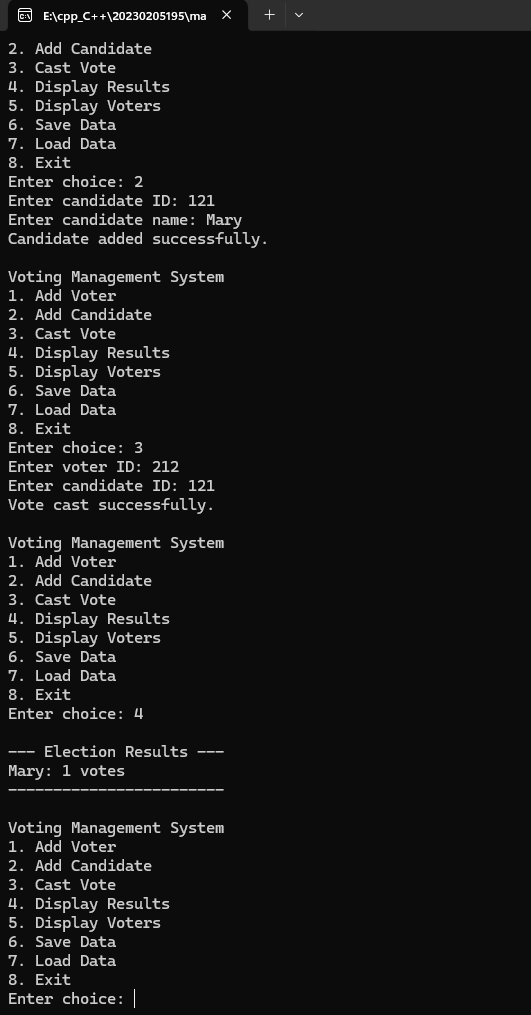 E:\cpp_C++\20230205195\ma
2. Add Candidate
3. Cast Vote
4. Display Results
5. Display Voters
6. Save Data
7. Load Data
8. Exit
Enter choice: 2
Enter candidate ID: 121
Enter candidate name: Mary
Candidate added successfully.

Voting Management System
1. Add Voter
2. Add Candidate
3. Cast Vote
4. Display Results
5. Display Voters
6. Save Data
7. Load Data
8. Exit
Enter choice: 3
Enter voter ID: 212
Enter candidate ID: 121
Vote cast successfully.

Voting Management System
1. Add Voter
2. Add Candidate
3. Cast Vote
4. Display Results
5. Display Voters
6. Save Data
7. Load Data
8. Exit
Enter choice: 4

--- Election Results ---
Mary: 1 votes
------------------------

Voting Management System
1. Add Voter
2. Add Candidate
3. Cast Vote
4. Display Results
5. Display Voters
6. Save Data
7. Load Data
8. Exit
Enter choice: